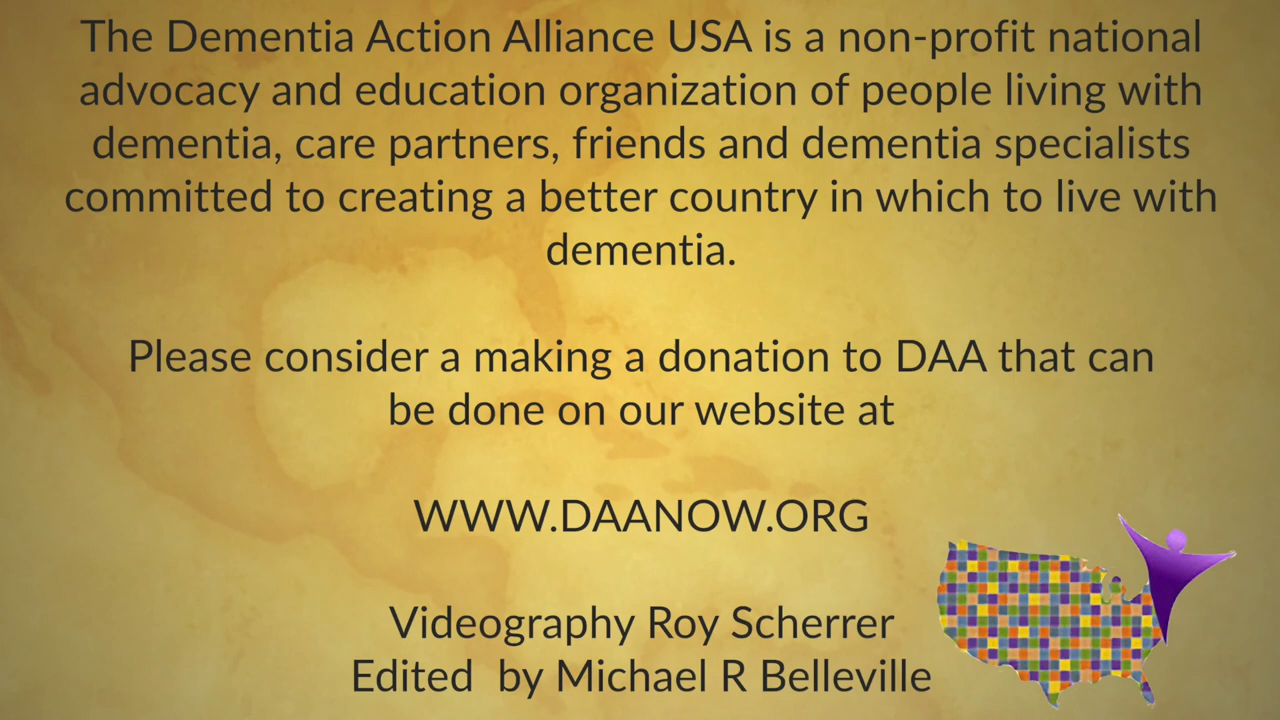 The Dementia Action Alliance USA is a non-profit national
advocacy and education organization of people living with
dementia, care partners, friends and dementia specialists
committed to creating a better country in which to live with
dementia.
Please consider a making a donation to DAA that can
be done on our website at
WWW.DAANOW.ORG
Videography Roy Scherrer
Edited  by Michael R Belleville